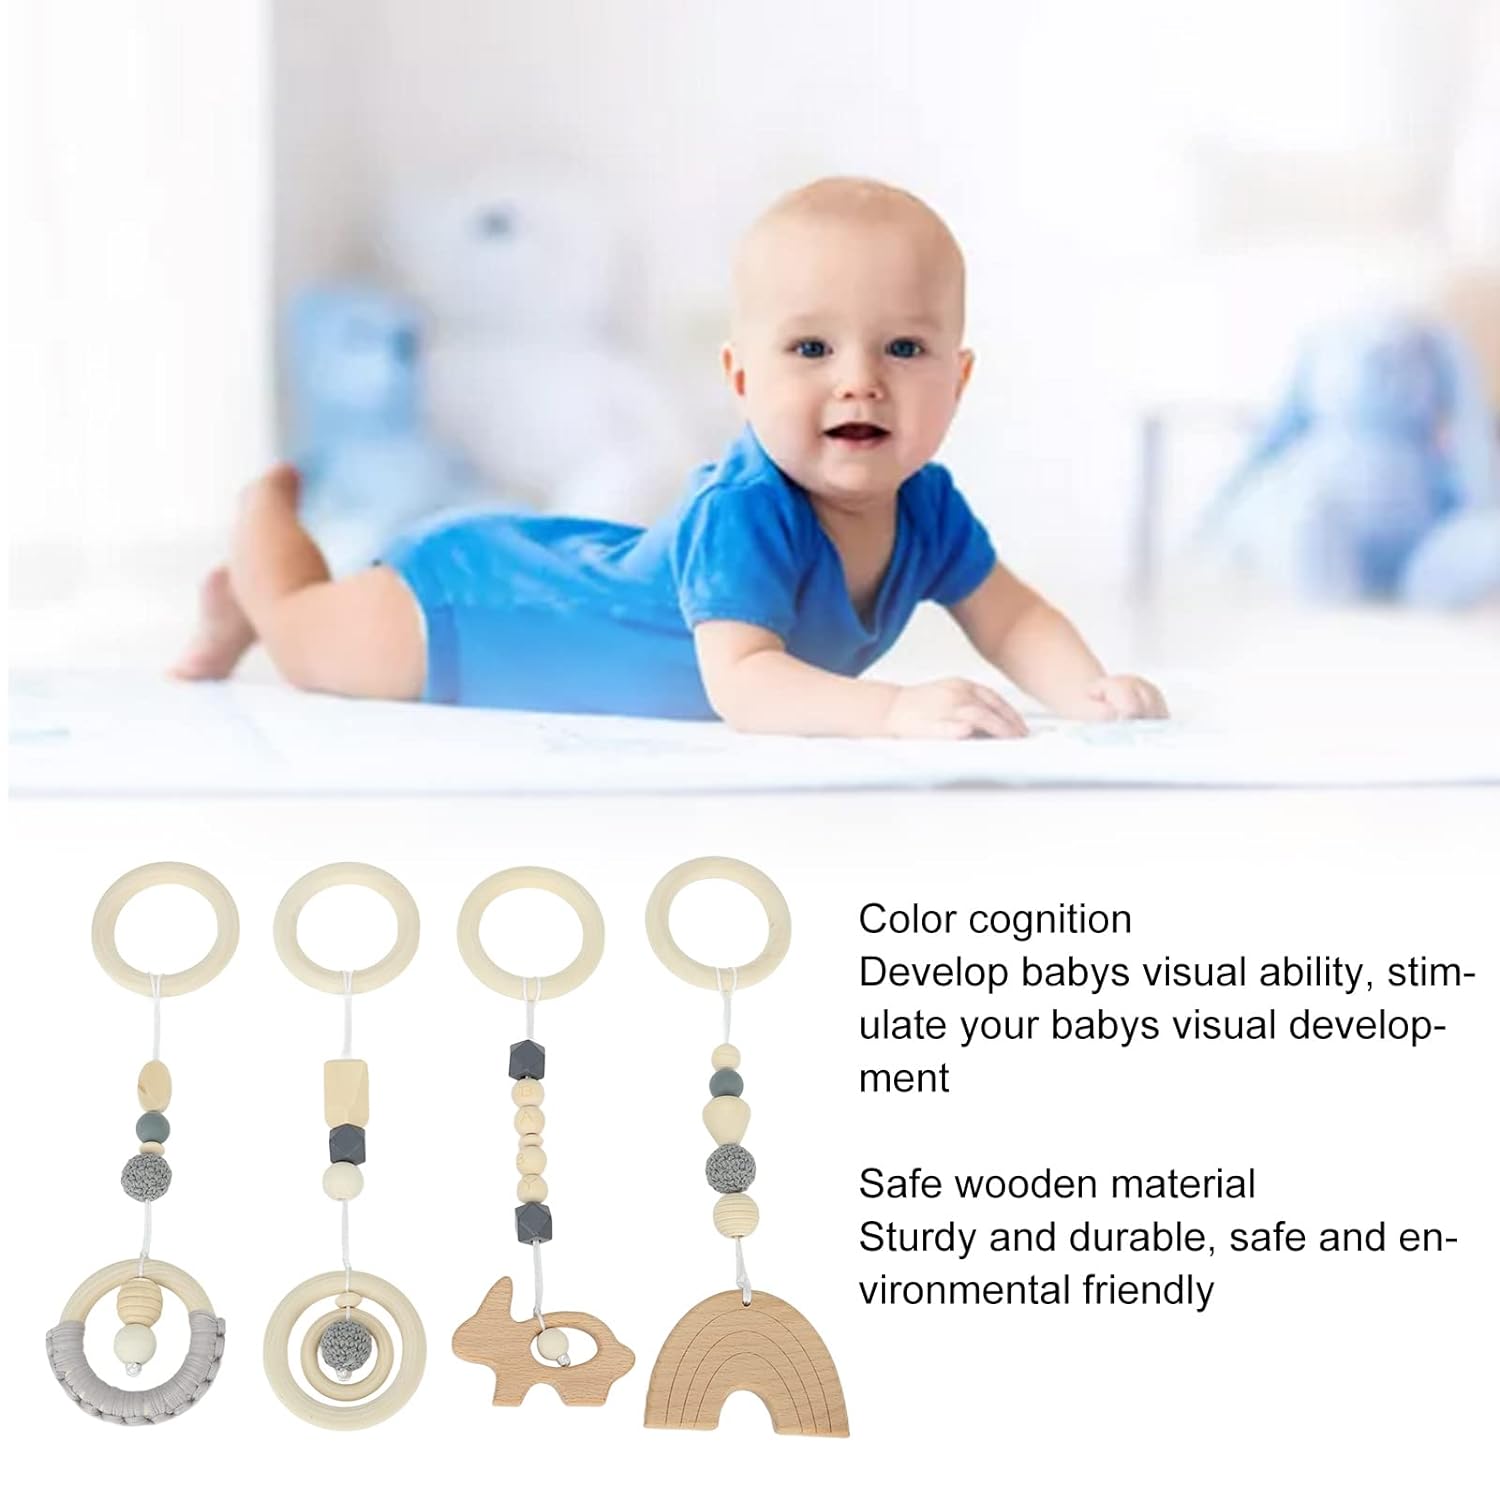 Color cognition
Develop babys visual ability, stim-
ulate your babys visual develop-
ment
Safe wooden material
Sturdy and durable, safe and en-
vironmental friendly
B
A
B
Y